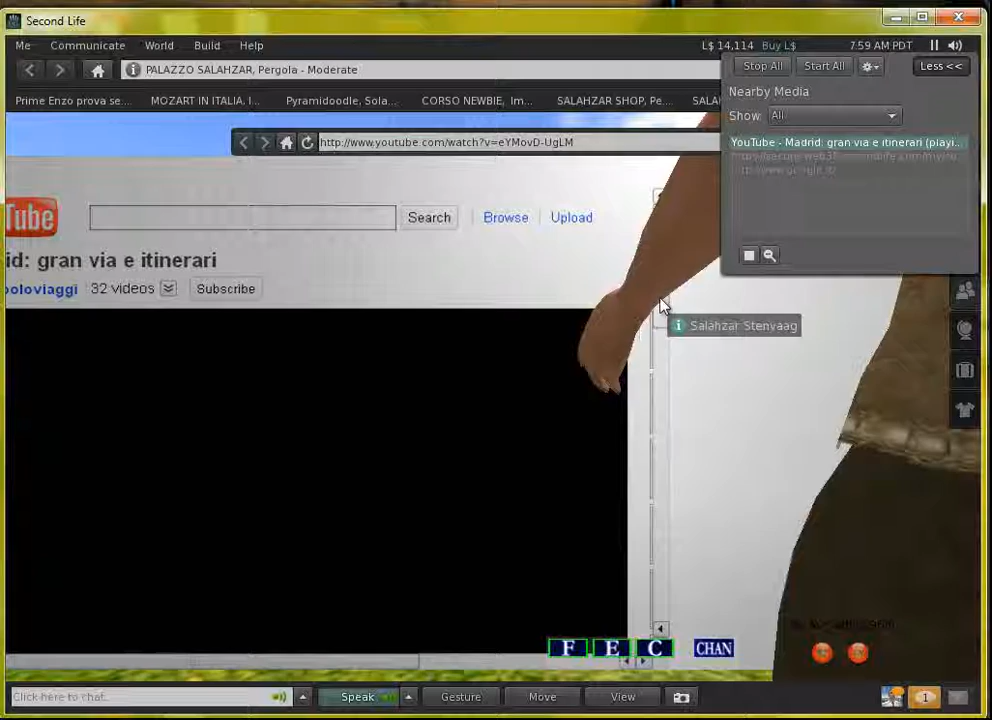 Second Life
Me Communicate World Build Help L$ 14,114 Buy L$ 7:59 AM PDT
Stop All Start All Less <<
PALAZZO SALAHZAR, Pergola - Moderate
Nearby Media
Prime Enzo prova se... MOZART IN ITALIA. I... Pyramidoodle, Sola... CORSO NEWBIE, Im... SALAHZAR SHOP, Pe... SALA
Show: All
http://www.youtube.com/watch?v=eYMovD-UgLM
YouTube - Madrid: gran via e itinerari (playi...
Tube Search Browse Upload
id: gran via e itinerari
poloviaggi 32 videos Subscribe
Salahzar Stenvaag
F E C CHAN
Click here to chat. Speak Gesture Move View 1